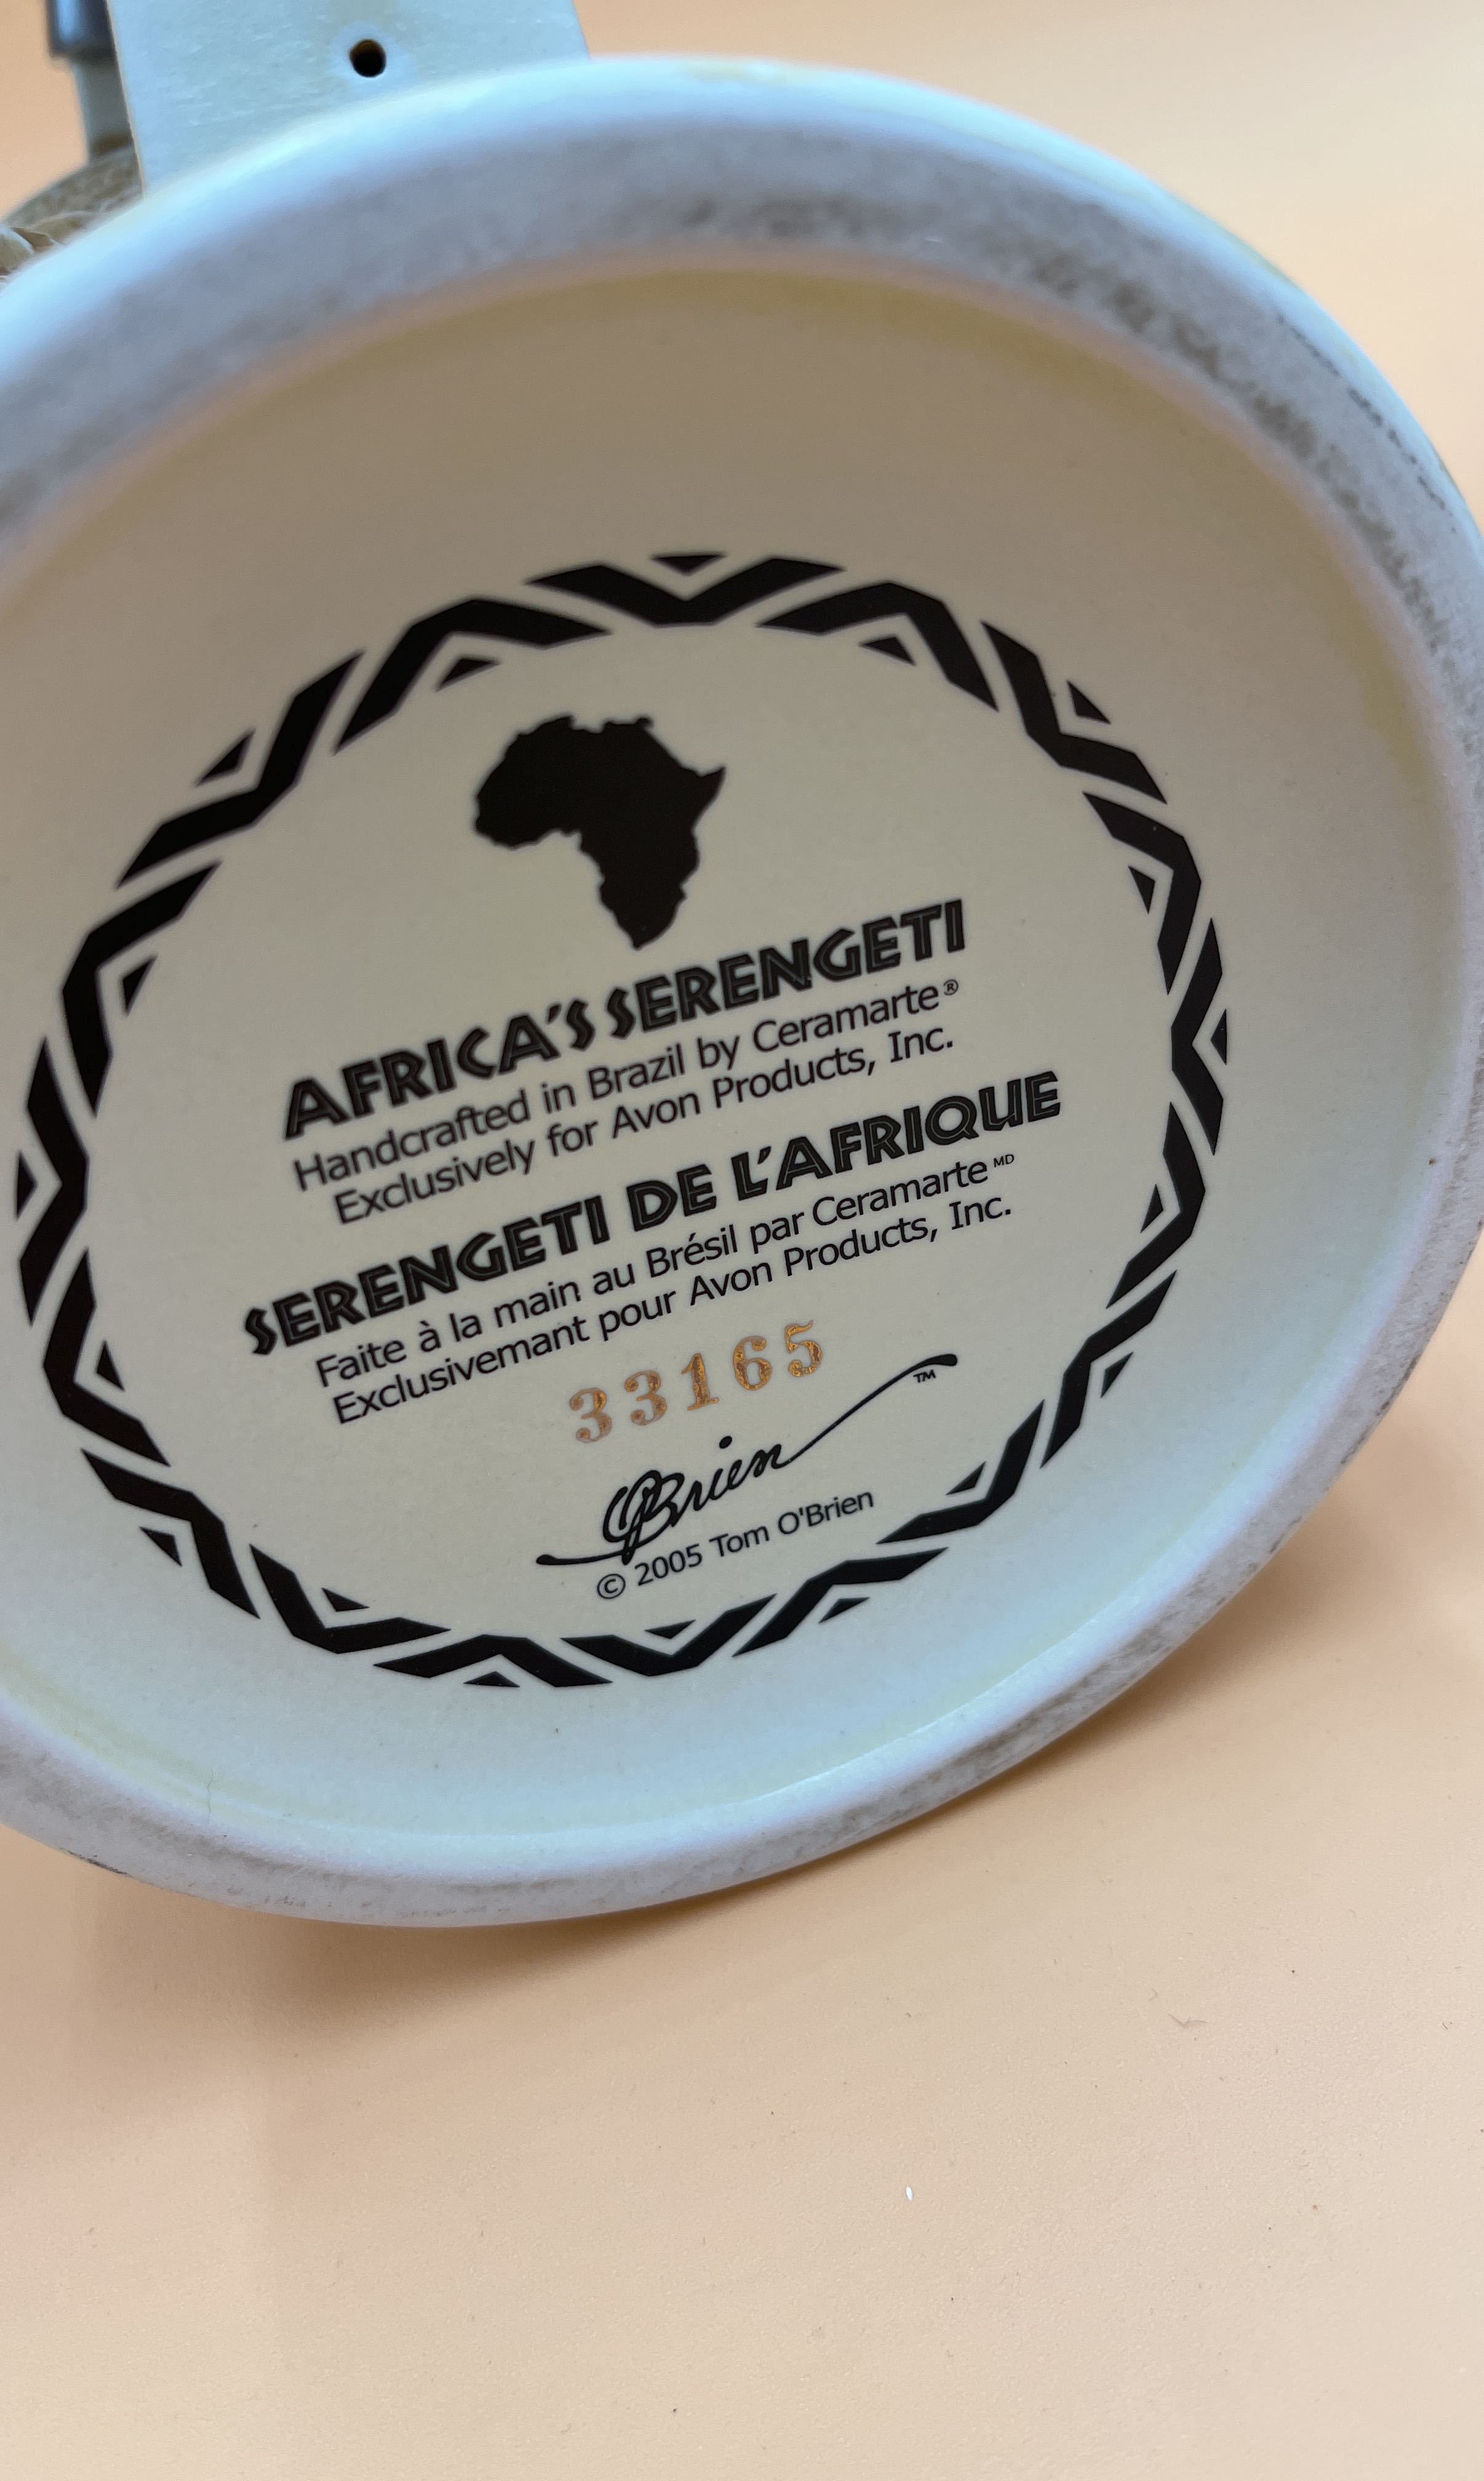 AFRICA'S SERENGETI
Handcrafted in Brazil by Ceramarte®
Exclusively for Avon Products, Inc.
SERENGETI DE L'AFRIQUE
Faite à la main au Brésil par Ceramarte MD
Exclusivemant pour Avon Products, Inc.
33165
OBrien ™
© 2005 Tom O'Brien